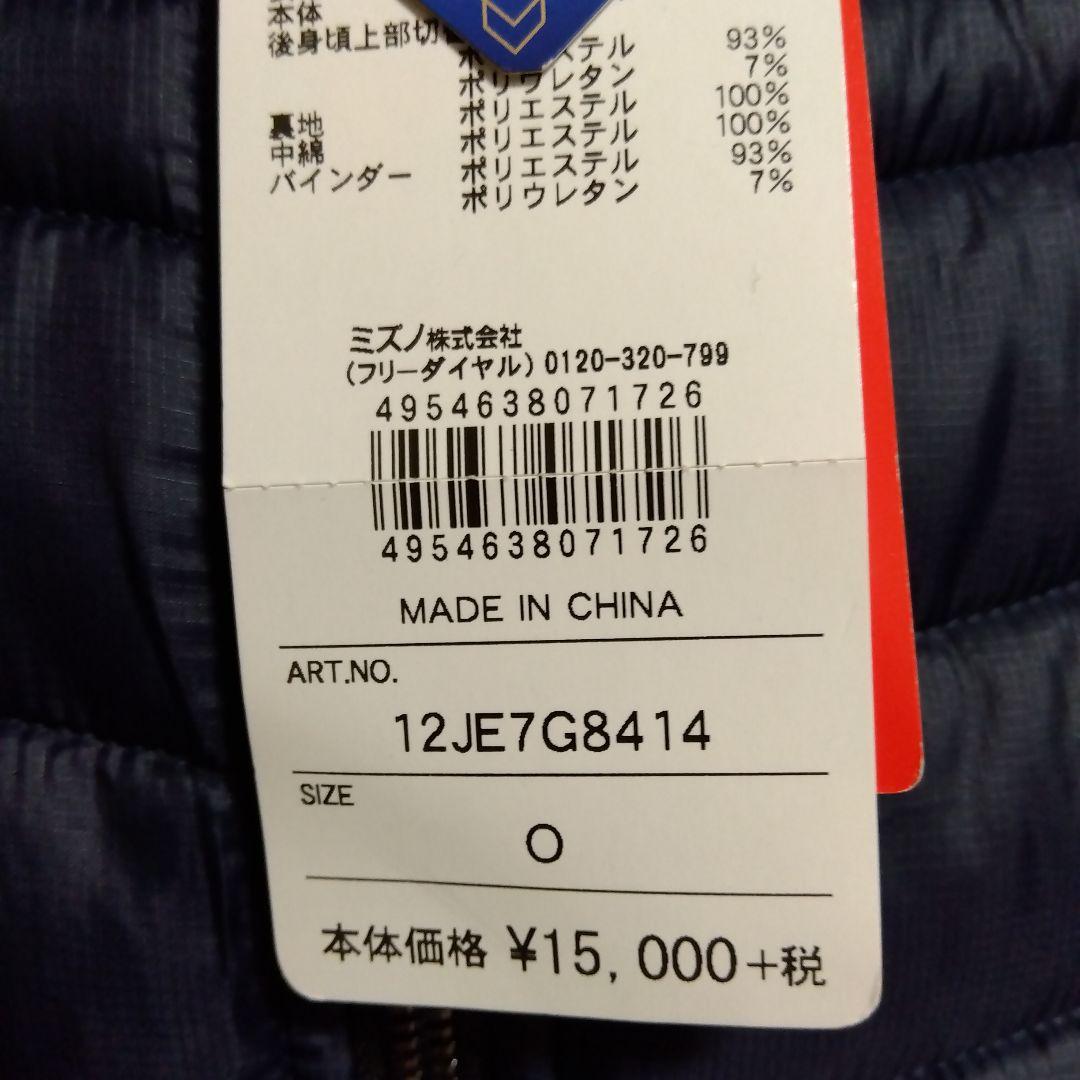 本体
後身頃上部切
ステル 93%
ポリウレタン 7%
ポリエステル 100%
裏地 ポリエステル 100%
中綿 ポリエステル 93%
バインダー ポリウレタン 7%
ミズノ株式会社
(フリーダイヤル) 0120-320-799
4954638071726
4954638071726
MADE IN CHINA
ART.NO.
12JE7G8414
SIZE
O
本体価格 ¥15,000+税